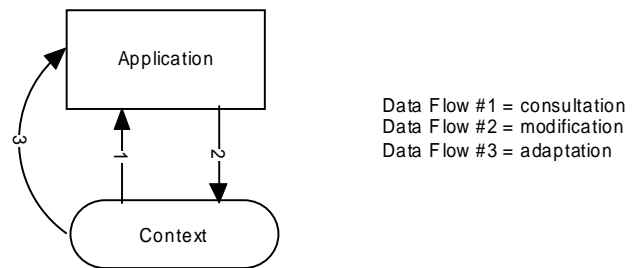 Application
Data Flow #1 = consultation
Data Flow #2 = modification
Data Flow #3 = adaptation
3
1
2
Context